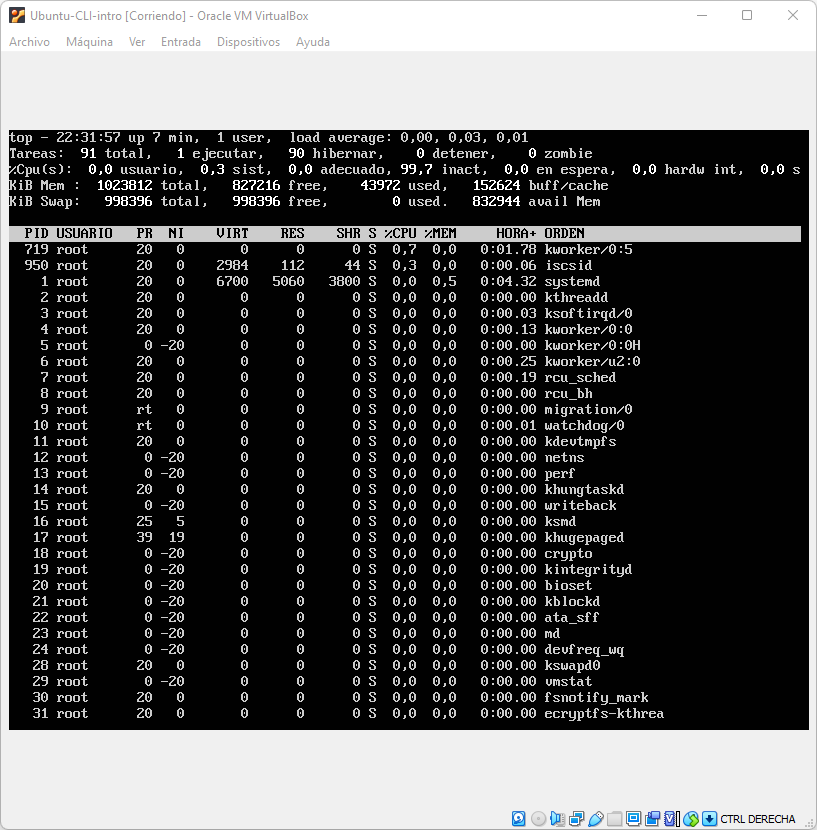 Ubuntu-CLI-intro [Corriendo] - Oracle VM VirtualBox
Archivo Máquina Ver Entrada Dispositivos Ayuda
top - 22:31:57 up 7 min,  1 user,  load average: 0,00, 0,03, 0,01
Tareas:  91 total,   1 ejecutar,   90 hibernar,    0 detener,    0 zombie
%Cpu(s):  0,0 usuario,  0,3 sist,  0,0 adecuado, 99,7 inact,  0,0 en espera,  0,0 hardw int,  0,0 s
KiB Mem :  1023812 total,   827216 free,    43972 used,   152624 buff/cache
KiB Swap:   998396 total,   998396 free,        0 used.   832944 avail Mem
PID USUARIO PR NI VIRT RES SHR S %CPU %MEM HORA+ ORDEN
719 root 20 0 0 0 0 S 0,7 0,0 0:01.78 kworker/0:5
950 root 20 0 2984 112 44 S 0,3 0,0 0:00.06 iscsid
1 root 20 0 6700 5060 3800 S 0,0 0,5 0:04.32 systemd
2 root 20 0 0 0 0 S 0,0 0,0 0:00.00 kthreadd
3 root 20 0 0 0 0 S 0,0 0,0 0:00.03 ksoftirqd/0
4 root 20 0 0 0 0 S 0,0 0,0 0:00.13 kworker/0:0
5 root 0 -20 0 0 0 S 0,0 0,0 0:00.00 kworker/0:0H
6 root 20 0 0 0 0 S 0,0 0,0 0:00.25 kworker/u2:0
7 root 20 0 0 0 0 S 0,0 0,0 0:00.19 rcu_sched
8 root 20 0 0 0 0 S 0,0 0,0 0:00.00 rcu_bh
9 root rt 0 0 0 0 S 0,0 0,0 0:00.00 migration/0
10 root rt 0 0 0 0 S 0,0 0,0 0:00.01 watchdog/0
11 root 20 0 0 0 0 S 0,0 0,0 0:00.00 kdevtmpfs
12 root 0 -20 0 0 0 S 0,0 0,0 0:00.00 netns
13 root 0 -20 0 0 0 S 0,0 0,0 0:00.00 perf
14 root 20 0 0 0 0 S 0,0 0,0 0:00.00 khungtaskd
15 root 0 -20 0 0 0 S 0,0 0,0 0:00.00 writeback
16 root 25 5 0 0 0 S 0,0 0,0 0:00.00 ksmd
17 root 39 19 0 0 0 S 0,0 0,0 0:00.00 khugepaged
18 root 0 -20 0 0 0 S 0,0 0,0 0:00.00 crypto
19 root 0 -20 0 0 0 S 0,0 0,0 0:00.00 kintegrityd
20 root 0 -20 0 0 0 S 0,0 0,0 0:00.00 bioset
21 root 0 -20 0 0 0 S 0,0 0,0 0:00.00 kblockd
22 root 0 -20 0 0 0 S 0,0 0,0 0:00.00 ata_sff
23 root 0 -20 0 0 0 S 0,0 0,0 0:00.00 md
24 root 0 -20 0 0 0 S 0,0 0,0 0:00.00 devfreq_wq
28 root 20 0 0 0 0 S 0,0 0,0 0:00.00 kswapd0
29 root 0 -20 0 0 0 S 0,0 0,0 0:00.00 vmstat
30 root 20 0 0 0 0 S 0,0 0,0 0:00.00 fsnotify_mark
31 root 20 0 0 0 0 S 0,0 0,0 0:00.00 ecryptfs-kthrea
CTRL DERECHA